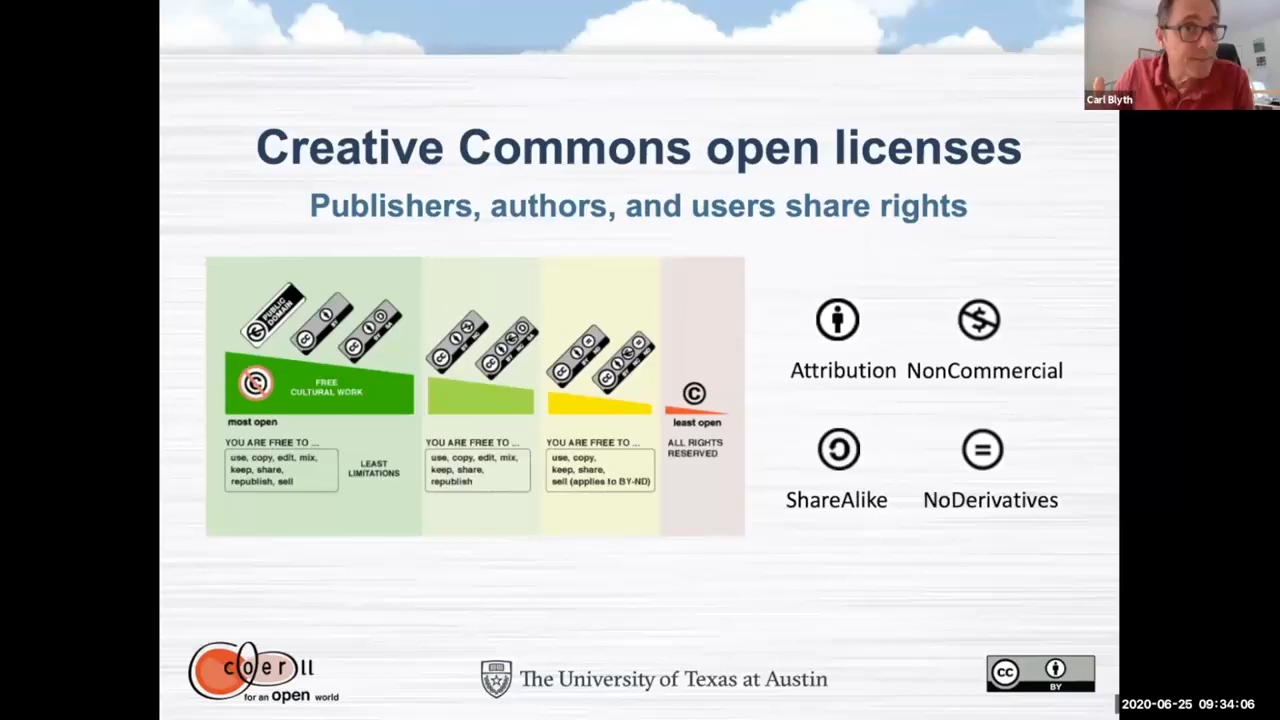 Carl Blyth
Creative Commons open licenses
Publishers, authors, and users share rights
PUBLIC
DOMAIN
FREE
CULTURAL WORK
most open
least open
YOU ARE FREE TO ...
use, copy, edit, mix,
keep, share,
republish, sell
LEAST
LIMITATIONS
YOU ARE FREE TO ...
use, copy, edit, mix,
keep, share,
republish
YOU ARE FREE TO ...
use, copy,
keep, share,
sell (applies to BY-ND)
ALL RIGHTS
RESERVED
Attribution
NonCommercial
ShareAlike
NoDerivatives
coerll
for an open world
The University of Texas at Austin
cc
BY
2020-06-25 09:34:06